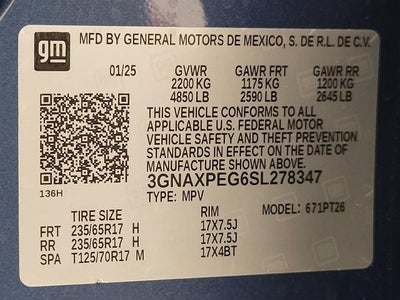 gm MFD BY GENERAL MOTORS DE MEXICO, S. DE R.L. DE C.V.
01/25 GVWR GAWR FRT GAWR RR
2200 KG 1175 KG 1200 KG
4850 LB 2590 LB 2645 LB
THIS VEHICLE CONFORMS TO ALL
APPLICABLE U.S. FEDERAL MOTOR
VEHICLE SAFETY AND THEFT PREVENTION
STANDARDS IN EFFECT ON THE DATE OF
MANUFACTURE SHOWN ABOVE.
136H 3GNAXPEG6SL278347
TYPE: MPV MODEL: 671PT26
TIRE SIZE RIM
FRT 235/65R17 H 17X7.5J
RR 235/65R17 H 17X7.5J
SPA T125/70R17 M 17X4BT